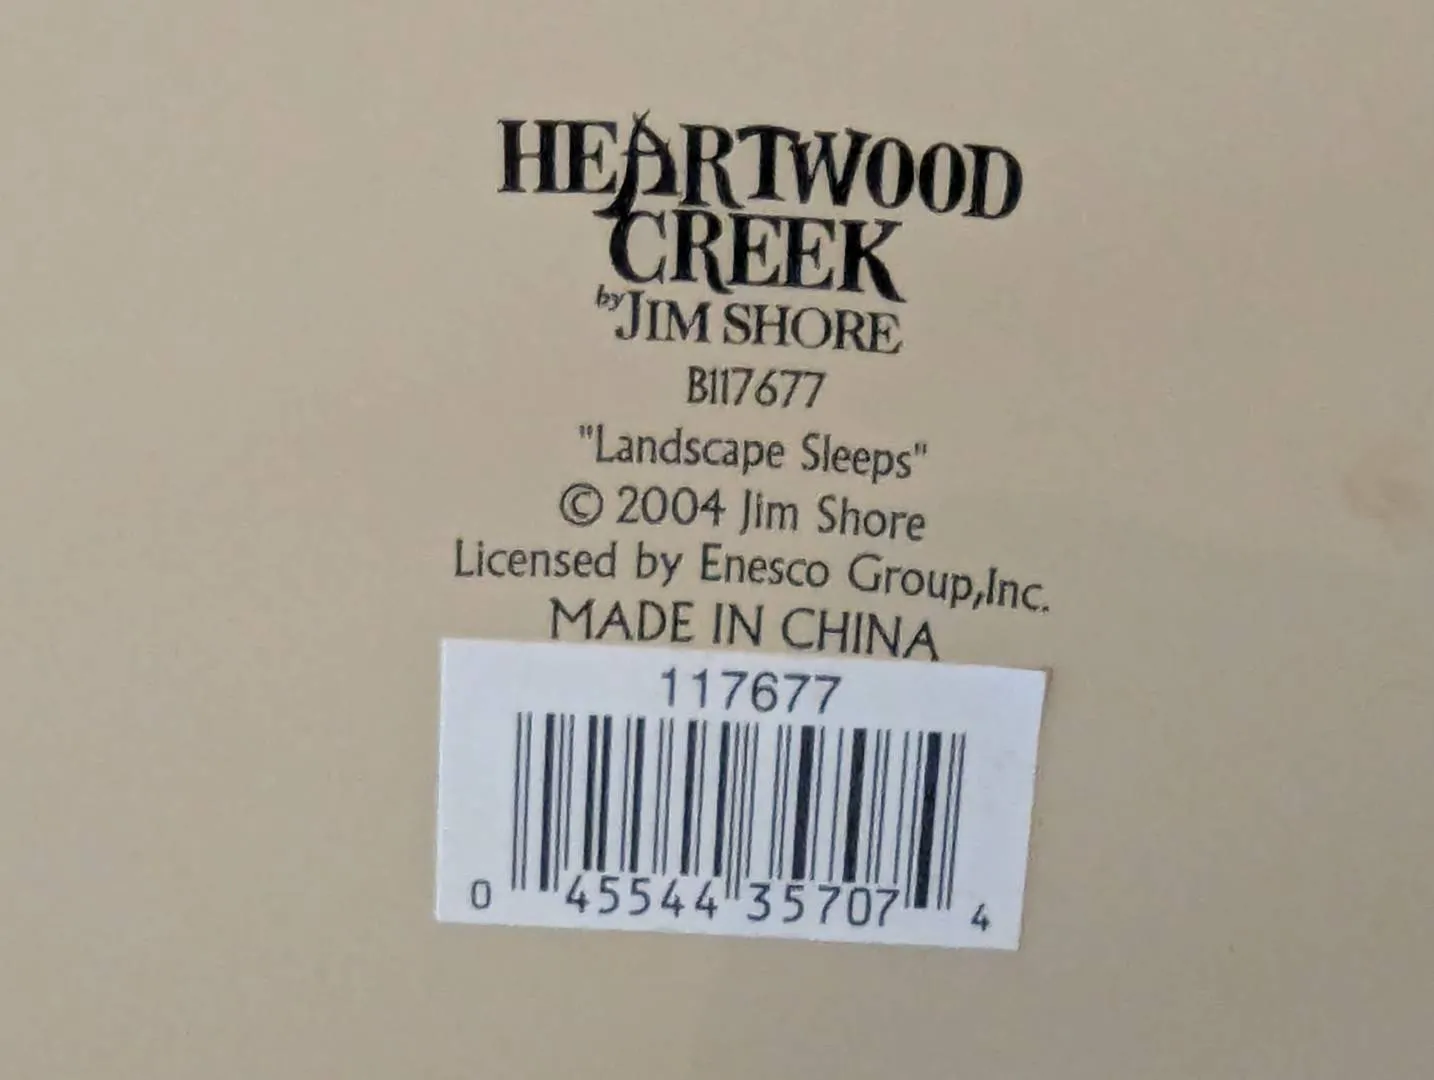 HEARTWOOD
CREEK
by JIM SHORE
B117677
"Landscape Sleeps"
© 2004 Jim Shore
Licensed by Enesco Group,Inc.
MADE IN CHINA
117677
0 45544 35707 4